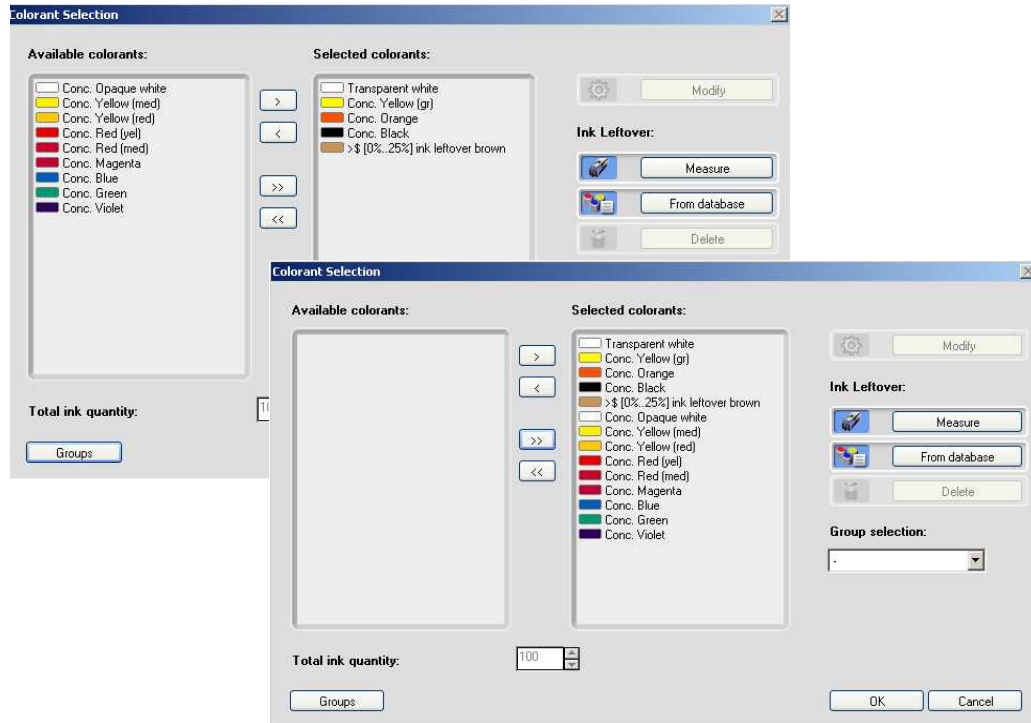 Colorant Selection
Available colorants:
Selected colorants:
Conc. Opaque white
Conc. Yellow (med)
Conc. Yellow (red)
Conc. Red (yel)
Conc. Red (med)
Conc. Magenta
Conc. Blue
Conc. Green
Conc. Violet
>
<
>>
<<
Transparent white
Conc. Yellow (gr)
Conc. Orange
Conc. Black
>$ [0%..25%] ink leftover brown
Modify
Ink Leftover:
Measure
From database
Delete
Total ink quantity:
Groups
Colorant Selection
Available colorants:
Selected colorants:
>
<
>>
<<
Transparent white
Conc. Yellow (gr)
Conc. Orange
Conc. Black
>$ [0%..25%] ink leftover brown
Conc. Opaque white
Conc. Yellow (med)
Conc. Yellow (red)
Conc. Red (yel)
Conc. Red (med)
Conc. Magenta
Conc. Blue
Conc. Green
Conc. Violet
Modify
Ink Leftover:
Measure
From database
Delete
Group selection:
-
Total ink quantity:
100
Groups
OK
Cancel